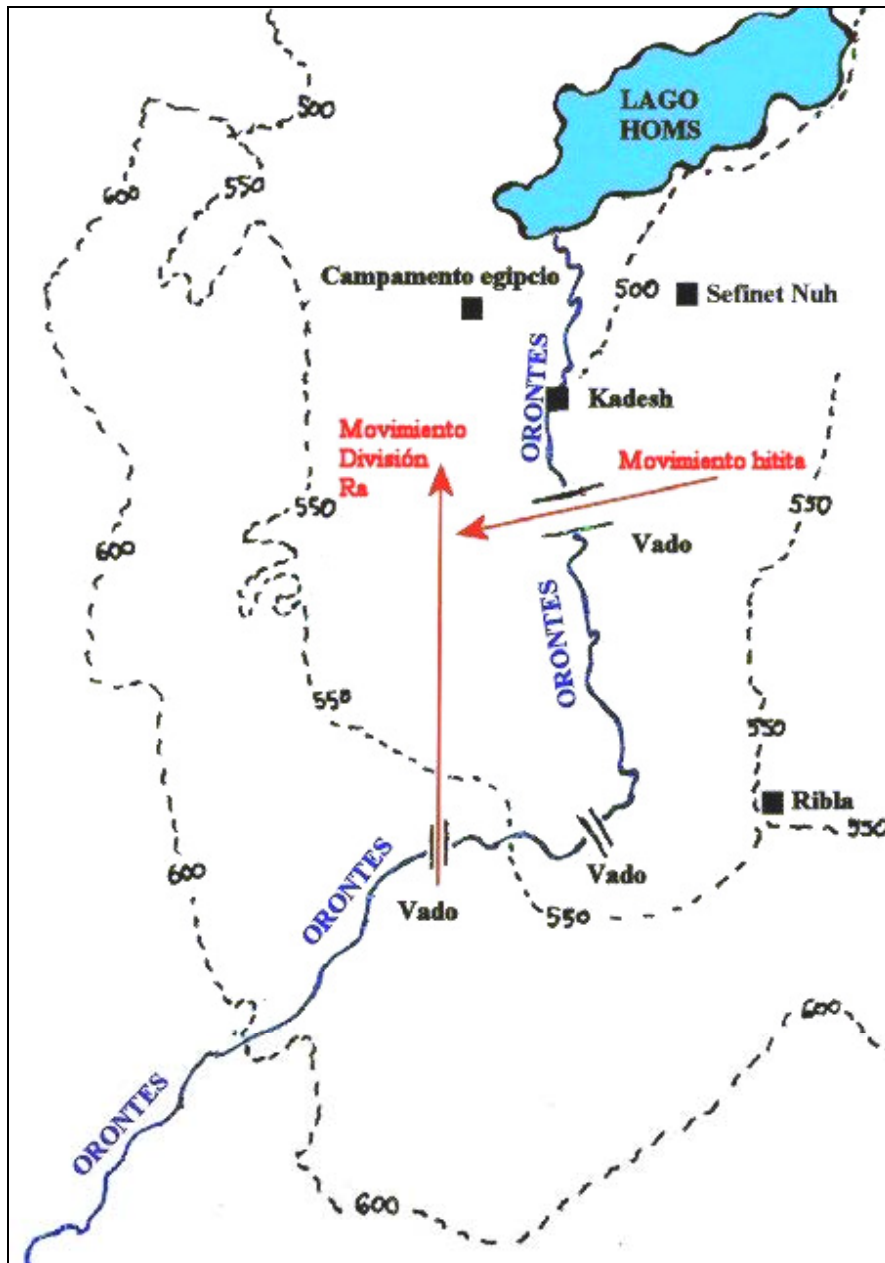 LAGO
HOMS
500
600
550
Campamento egipcio
500
Sefinet Nuh
ORONTES
Kadesh
Movimiento
División
Ra
Movimiento hitita
550
550
600
Vado
ORONTES
550
550
Ribla
550
600
Vado
Vado
550
ORONTES
600
ORONTES
600